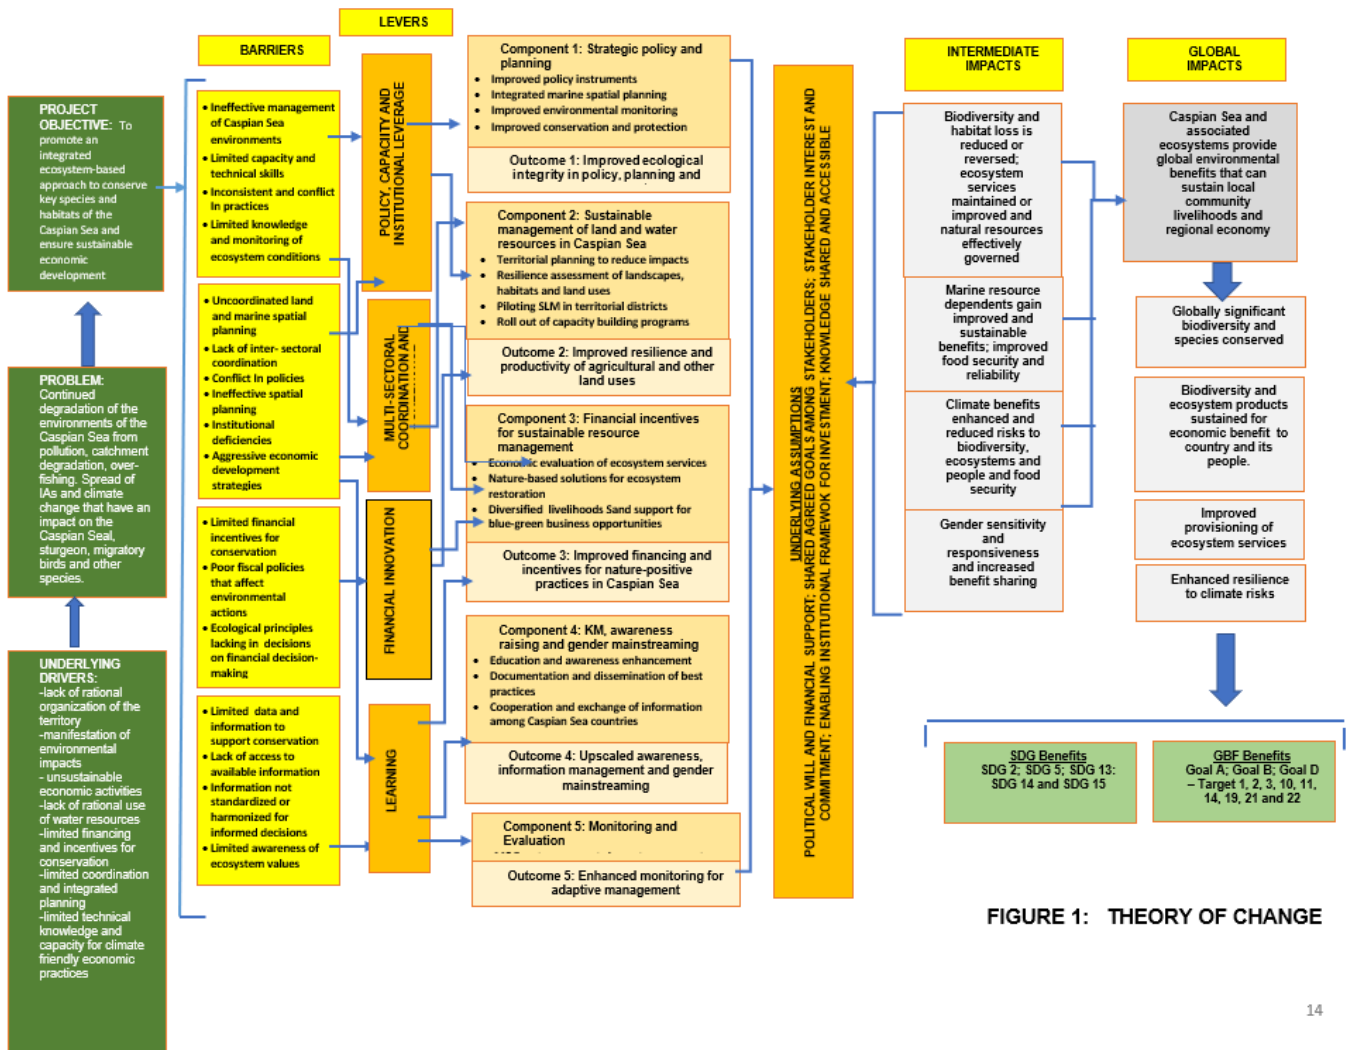 LEVERS
BARRIERS
INTERMEDIATE
IMPACTS
GLOBAL
IMPACTS
PROJECT
OBJECTIVE: To
promote an
integrated
ecosystem-based
approach to conserve
key species and
habitats of the
Caspian Sea and
ensure sustainable
economic
development
PROBLEM:
Continued
degradation of the
environments of the
Caspian Sea from
pollution, catchment
degradation, over-
fishing. Spread of
IAs and climate
change that have an
impact on the
Caspian Seal,
sturgeon, migratory
birds and other
species.
UNDERLYING
DRIVERS:
-lack of rational
organization of the
territory
-manifestation of
environmental
impacts
- unsustainable
economic activities
-lack of rational use
of water resources
-limited financing
and incentives for
conservation
-limited coordination
and integrated
planning
-limited technical
knowledge and
capacity for climate
friendly economic
practices
• Ineffective management
of Caspian Sea
environments
• Limited capacity and
technical skills
• Inconsistent and conflict
In practices
• Limited knowledge
and monitoring of
ecosystem conditions
• Uncoordinated land
and marine spatial
planning
• Lack of inter- sectoral
coordination
• Conflict In policies
• Ineffective spatial
planning
• Institutional
deficiencies
• Aggressive economic
development
strategies
• Limited financial
incentives for
conservation
• Poor fiscal policies
that affect
environmental
actions
• Ecological principles
lacking in decisions
on financial decision-
making
• Limited data and
information to
support conservation
• Lack of access to
available information
• Information not
standardized or
harmonized for
informed decisions
• Limited awareness of
ecosystem values
POLICY, CAPACITY AND
INSTITUTIONAL LEVERAGE
MULTI-SECTORAL
COORDINATION AND
FINANCIAL INNOVATION
LEARNING
Component 1: Strategic policy and
planning
• Improved policy instruments
• Integrated marine spatial planning
• Improved environmental monitoring
• Improved conservation and protection
Outcome 1: Improved ecological
integrity in policy, planning and
Component 2: Sustainable
management of land and water
resources in Caspian Sea
• Territorial planning to reduce impacts
• Resilience assessment of landscapes,
habitats and land uses
• Piloting SLM in territorial districts
• Roll out of capacity building programs
Outcome 2: Improved resilience and
productivity of agricultural and other
land uses
Component 3: Financial incentives
for sustainable resource
management
• Economic evaluation of ecosystem services
• Nature-based solutions for ecosystem
restoration
• Diversified livelihoods Sand support for
blue-green business opportunities
Outcome 3: Improved financing and
incentives for nature-positive
practices in Caspian Sea
Component 4: KM, awareness
raising and gender mainstreaming
• Education and awareness enhancement
• Documentation and dissemination of best
practices
• Cooperation and exchange of information
among Caspian Sea countries
Outcome 4: Upscaled awareness,
information management and gender
mainstreaming
Component 5: Monitoring and
Evaluation
Outcome 5: Enhanced monitoring for
adaptive management
UNDERLYING ASSUMPTIONS
POLITICAL WILL AND FINANCIAL SUPPORT; SHARED AGREED GOALS AMONG STAKEHOLDERS; STAKEHOLDER INTEREST AND
COMMITMENT; ENABLING INSTITUTIONAL FRAMEWORK FOR INVESTMENT; KNOWLEDGE SHARED AND ACCESSIBLE
Biodiversity and
habitat loss is
reduced or
reversed;
ecosystem
services
maintained or
improved and
natural resources
effectively
governed
Marine resource
dependents gain
improved and
sustainable
benefits; improved
food security and
reliability
Climate benefits
enhanced and
reduced risks to
biodiversity,
ecosystems and
people and food
security
Gender sensitivity
and
responsiveness
and increased
benefit sharing
Caspian Sea and
associated
ecosystems provide
global environmental
benefits that can
sustain local
community
livelihoods and
regional economy
Globally significant
biodiversity and
species conserved
Biodiversity and
ecosystem products
sustained for
economic benefit to
country and its
people.
Improved
provisioning of
ecosystem services
Enhanced resilience
to climate risks
SDG Benefits
SDG 2; SDG 5; SDG 13:
SDG 14 and SDG 15
GBF Benefits
Goal A; Goal B; Goal D
– Target 1, 2, 3, 10, 11,
14, 19, 21 and 22
FIGURE 1: THEORY OF CHANGE
14